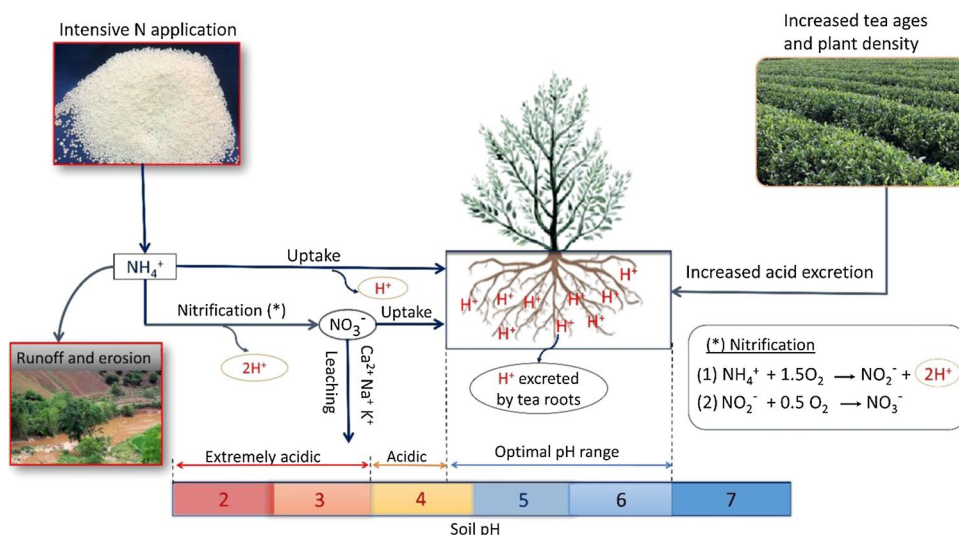 Intensive N application
Increased tea ages
and plant density
NH₄⁺
Uptake
H⁺
Nitrification (*)
2H⁺
NO₃⁻
Uptake
Ca²⁺ Na⁺ K⁺
Leaching
Runoff and erosion
H⁺
H⁺
H⁺
H⁺
H⁺
H⁺
H⁺
H⁺
H⁺
H⁺
H⁺ excreted
by tea roots
Increased acid excretion
(*) Nitrification
(1) NH₄⁺ + 1.5O₂ → NO₂⁻ + 2H⁺
(2) NO₂⁻ + 0.5 O₂ → NO₃⁻
Extremely acidic
Acidic
Optimal pH range
2 3 4 5 6 7
Soil pH